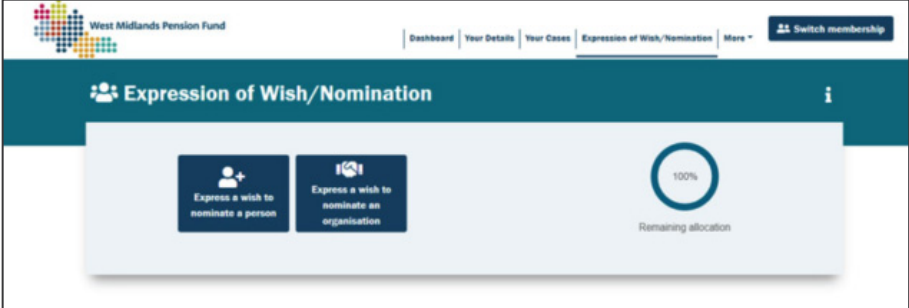 West Midlands Pension Fund
Dashboard Your Details Your Cases Expression of Wish/Nomination More
Switch membership
Expression of Wish/Nomination
i
Express a wish to
nominate a person
Express a wish to
nominate an
organisation
100%
Remaining allocation